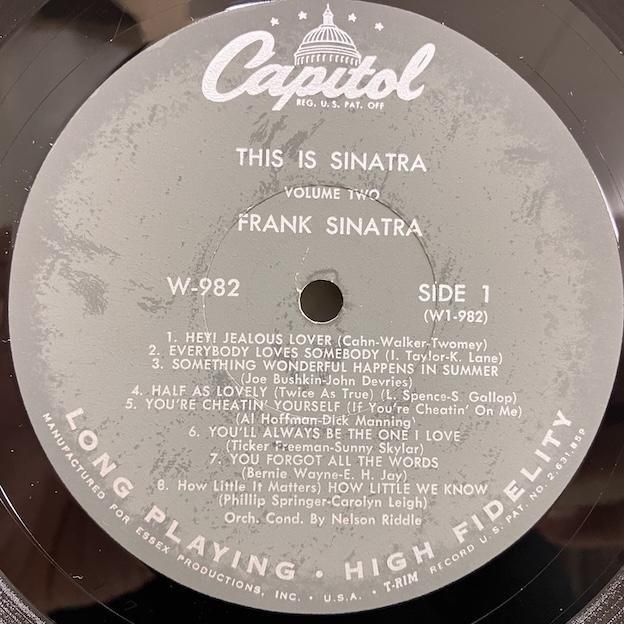 Capitol
REG. U.S. PAT. OFF
THIS IS SINATRA
VOLUME TWO
FRANK SINATRA
W-982
SIDE 1
(W1-982)
1. HEY! JEALOUS LOVER (Cahn-Walker-Twomey)
2. EVERYBODY LOVES SOMEBODY (I. Taylor-K. Lane)
3. SOMETHING WONDERFUL HAPPENS IN SUMMER
(Joe Bushkin-John Devries)
4. HALF AS LOVELY (Twice As True) (L. Spence-S Gallop)
5. YOU'RE CHEATIN' YOURSELF (If You're Cheatin' On Me)
(Al Hoffman-Dick Manning)
6. YOU'LL ALWAYS BE THE ONE I LOVE
(Ticker Freeman-Sunny Skylar)
7. YOU FORGOT ALL THE WORDS
(Bernie Wayne-E. H. Jay)
8. How Little It Matters) HOW LITTLE WE KNOW
(Phillip Springer-Carolyn Leigh)
Orch. Cond. By Nelson Riddle
LONG PLAYING • HIGH FIDELITY
MANUFACTURED FOR ESSEX PRODUCTIONS, INC. • U.S.A. • T-RIM RECORD U.S. PAT. NO. 2,631,859